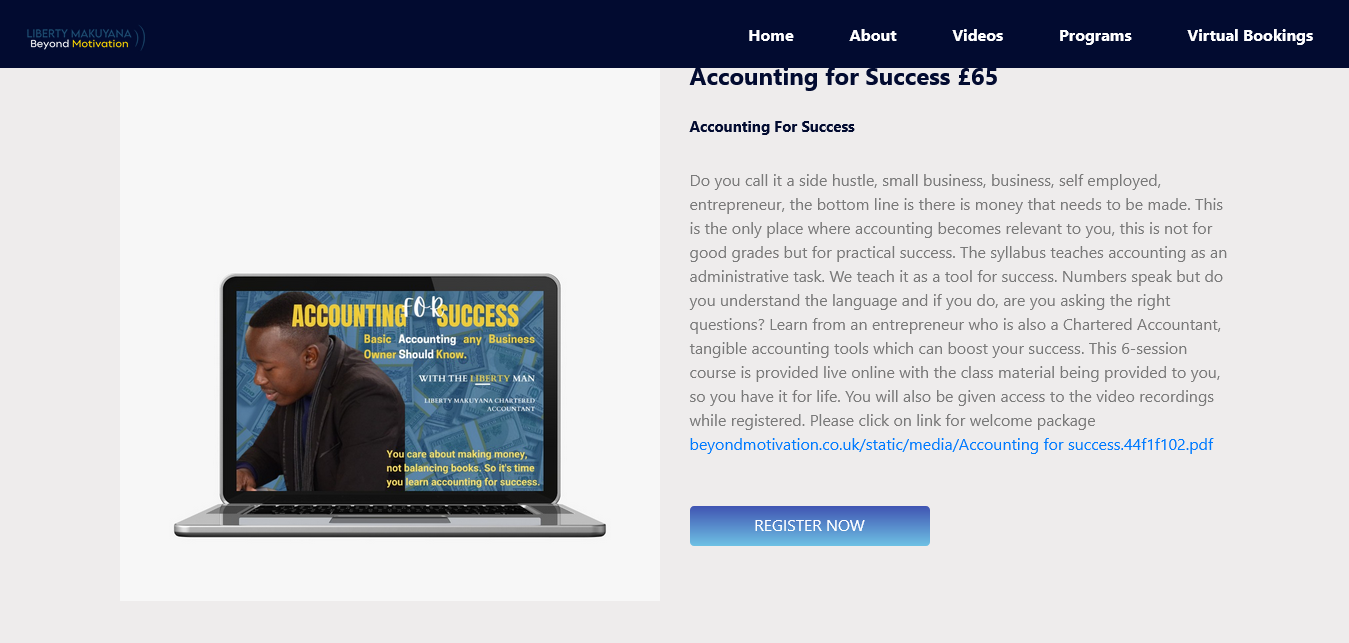 LIBERTY MAKUYANA
Beyond Motivation
Home
About
Videos
Programs
Virtual Bookings
Accounting for Success £65
Accounting For Success
Do you call it a side hustle, small business, business, self employed,
entrepreneur, the bottom line is there is money that needs to be made. This
is the only place where accounting becomes relevant to you, this is not for
good grades but for practical success. The syllabus teaches accounting as an
administrative task. We teach it as a tool for success. Numbers speak but do
you understand the language and if you do, are you asking the right
questions? Learn from an entrepreneur who is also a Chartered Accountant,
tangible accounting tools which can boost your success. This 6-session
course is provided live online with the class material being provided to you,
so you have it for life. You will also be given access to the video recordings
while registered. Please click on link for welcome package
beyondmotivation.co.uk/static/media/Accounting for success.44f1f102.pdf
REGISTER NOW
ACCOUNTING FOR SUCCESS
Basic Accounting any Business
Owner Should Know.
WITH THE LIBERTY MAN
LIBERTY MAKUYANA CHARTERED
ACCOUNTANT
You care about making money,
not balancing books. So it's time
you learn accounting for success.